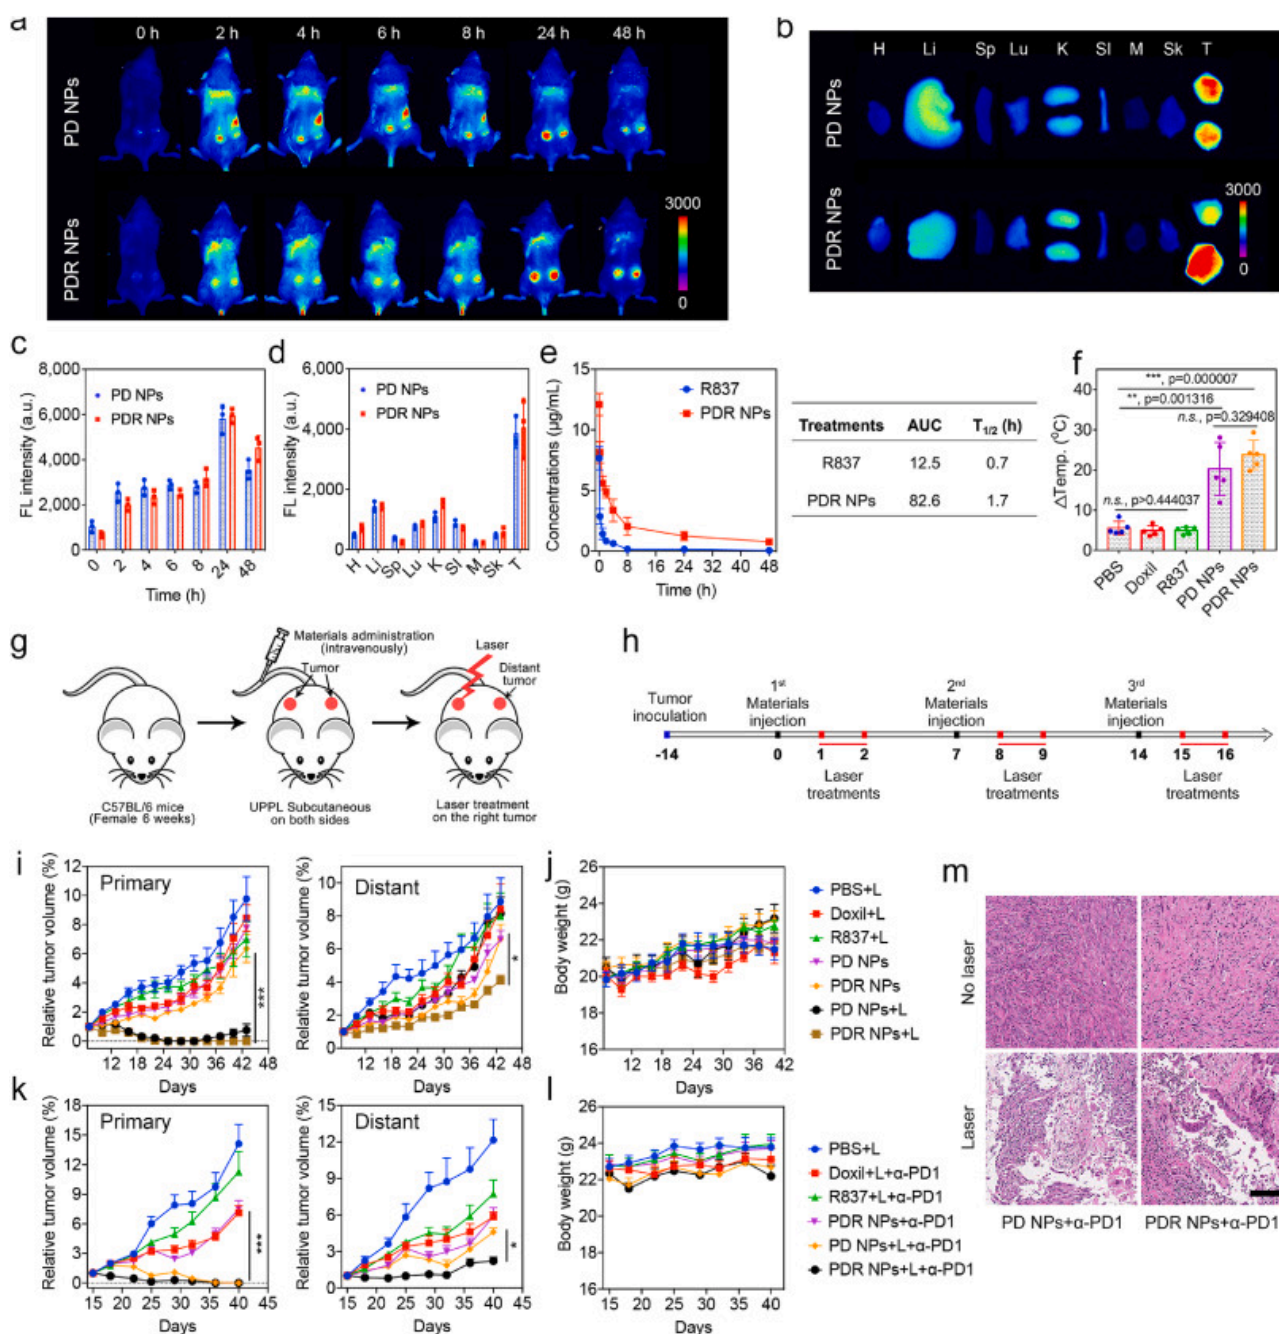 a
0 h 2 h 4 h 6 h 8 h 24 h 48 h
PD NPs
PDR NPs
3000
0
b
H Li Sp Lu K SI M Sk T
PD NPs
PDR NPs
3000
0
c
FL intensity (a.u.)
8,000
6,000
4,000
2,000
0
PD NPs
PDR NPs
0 2 4 6 8 24 48
Time (h)
d
FL intensity (a.u.)
6,000
4,000
2,000
0
PD NPs
PDR NPs
H Li Sp Lu K SI M Sk T
e
Concentrations (µg/mL)
15
12
9
6
3
0
R837
PDR NPs
0 8 16 24 32 40 48
Time (h)
Treatments AUC T1/2 (h)
R837 12.5 0.7
PDR NPs 82.6 1.7
f
ΔTemp. (⁰C)
40
30
20
10
0
***, p=0.000007
**, p=0.001316
n.s., p=0.329408
n.s., p>0.444037
PBS Doxil R837 PD NPs PDR NPs
g
Materials administration
(intravenously)
Tumor
Laser
Distant
tumor
C57BL/6 mice
(Female 6 weeks)
UPPL Subcutaneous
on both sides
Laser treatment
on the right tumor
h
Tumor
inoculation
1st
Materials
injection
2nd
Materials
injection
3rd
Materials
injection
-14 0 1 2 7 8 9 14 15 16
Laser
treatments
Laser
treatments
Laser
treatments
i
Relative tumor volume (%)
12
10
8
6
4
2
0
Primary
***
12 18 24 30 36 42 48
Days
Relative tumor volume (%)
10
8
6
4
2
0
Distant
*
12 18 24 30 36 42 48
Days
j
Body weight (g)
26
24
22
20
18
16
6 12 18 24 30 36 42
Days
PBS+L
Doxil+L
R837+L
PD NPs
PDR NPs
PD NPs+L
PDR NPs+L
k
Relative tumor volume (%)
18
15
12
9
6
3
0
Primary
***
15 20 25 30 35 40 45
Days
Relative tumor volume (%)
15
12
9
6
3
0
Distant
*
15 20 25 30 35 40 45
Days
l
Body weight (g)
26
24
22
20
18
16
15 20 25 30 35 40
Days
PBS+L
Doxil+L+α-PD1
R837+L+α-PD1
PDR NPs+α-PD1
PD NPs+L+α-PD1
PDR NPs+L+α-PD1
m
No laser
Laser
PD NPs+α-PD1 PDR NPs+α-PD1